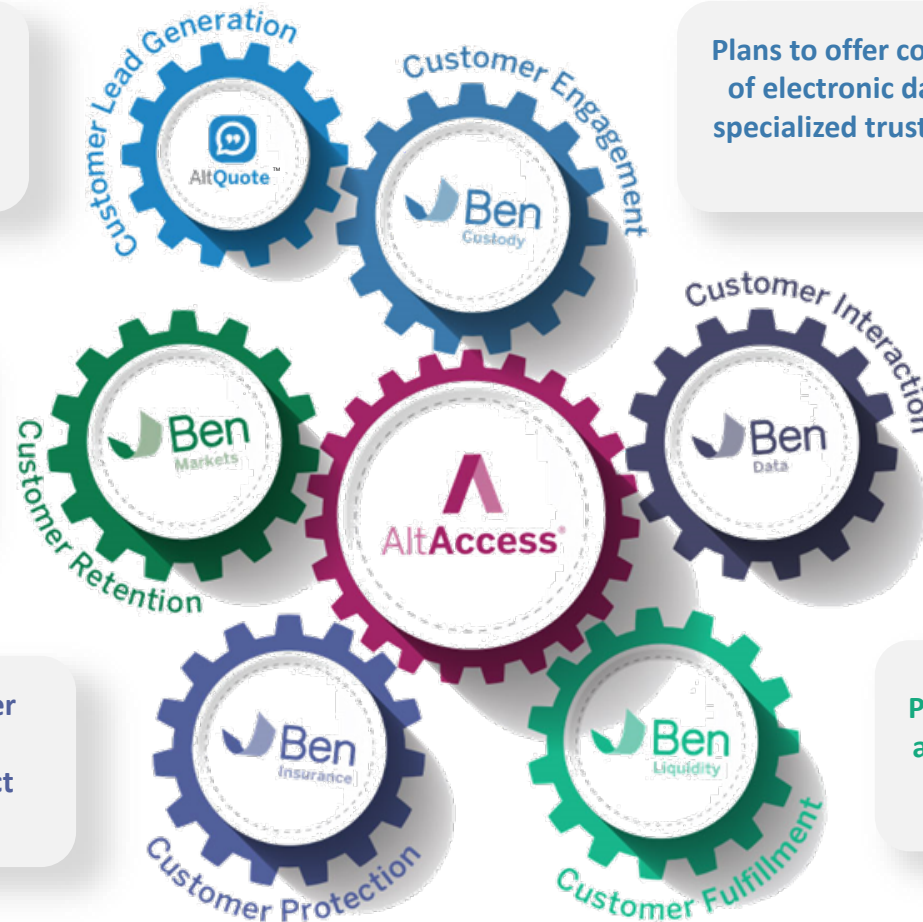 Customer Lead Generation
AltQuote™
Customer Engagement
Ben
Custody
Plans to offer co
of electronic da
specialized trust
Customer Interaction
Ben
Data
Customer Retention
Ben
Markets
AltAccess®
er
ct
Ben
Insurance
Customer Protection
Ben
Liquidity
Customer Fulfillment
P
a